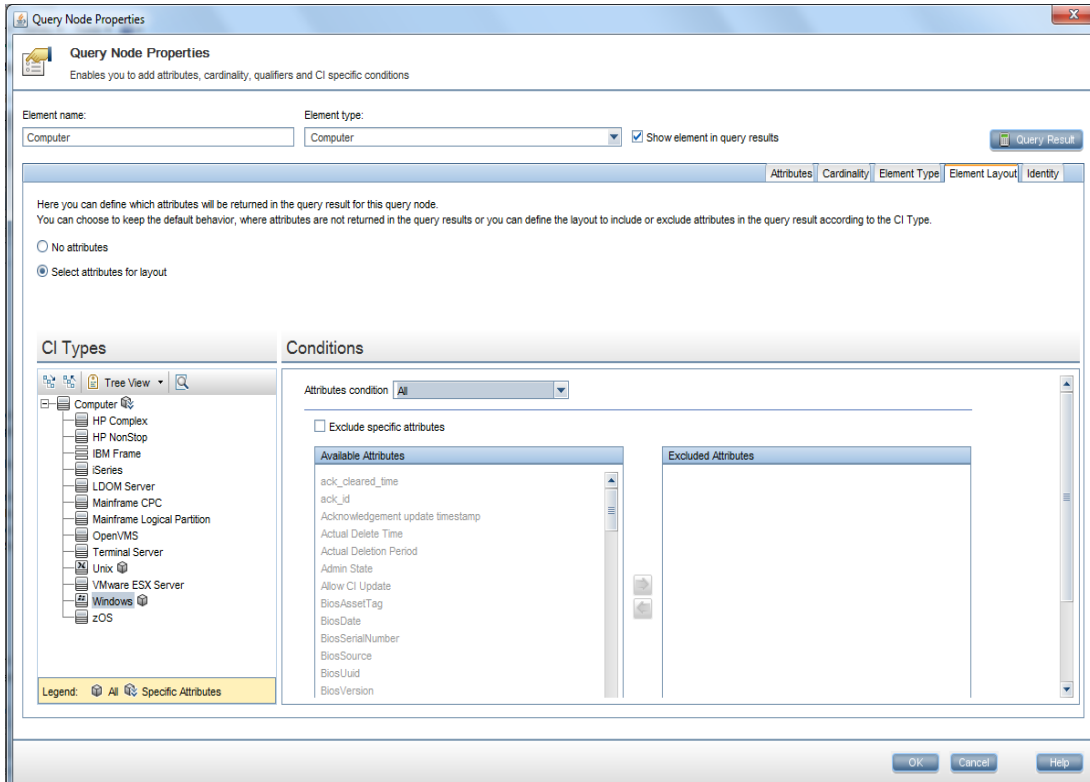 Query Node Properties
Query Node Properties
Enables you to add attributes, cardinality, qualifiers and CI specific conditions
Element name:
Element type:
Computer
Computer
Show element in query results
Query Result
Attributes
Cardinality
Element Type
Element Layout
Identity
Here you can define which attributes will be returned in the query result for this query node.
You can choose to keep the default behavior, where attributes are not returned in the query results or you can define the layout to include or exclude attributes in the query result according to the CI Type.
No attributes
Select attributes for layout
CI Types
Tree View
Computer
HP Complex
HP NonStop
IBM Frame
iSeries
LDOM Server
Mainframe CPC
Mainframe Logical Partition
OpenVMS
Terminal Server
Unix
VMware ESX Server
Windows
zOS
Legend: All Specific Attributes
Conditions
Attributes condition All
Exclude specific attributes
Available Attributes
ack_cleared_time
ack_id
Acknowledgement update timestamp
Actual Delete Time
Actual Deletion Period
Admin State
Allow CI Update
BiosAssetTag
BiosDate
BiosSerialNumber
BiosSource
BiosUuid
BiosVersion
Excluded Attributes
OK
Cancel
Help